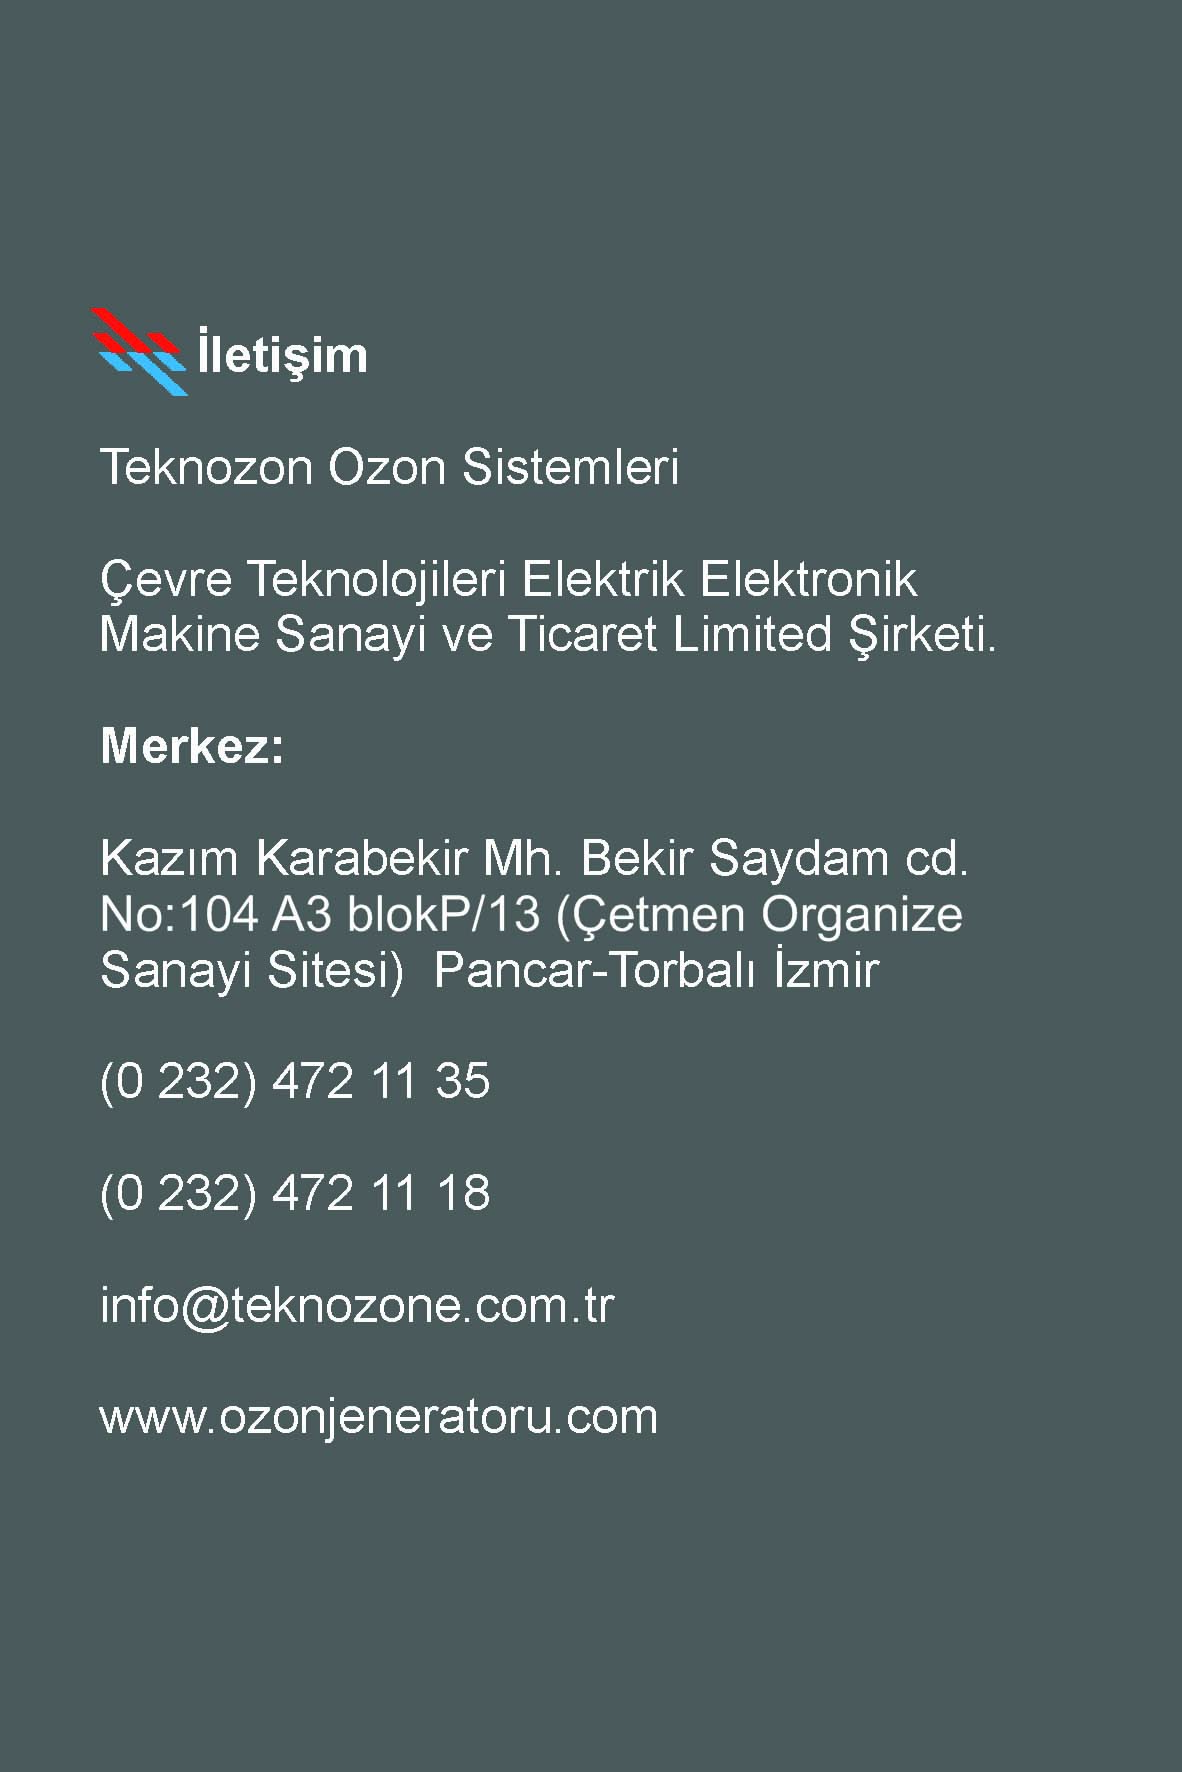 İletişim
Teknozon Ozon Sistemleri
Çevre Teknolojileri Elektrik Elektronik
Makine Sanayi ve Ticaret Limited Şirketi.
Merkez:
Kazım Karabekir Mh. Bekir Saydam cd.
No:104 A3 blokP/13 (Çetmen Organize
Sanayi Sitesi)  Pancar-Torbalı İzmir
(0 232) 472 11 35
(0 232) 472 11 18
info@teknozone.com.tr
www.ozonjeneratoru.com